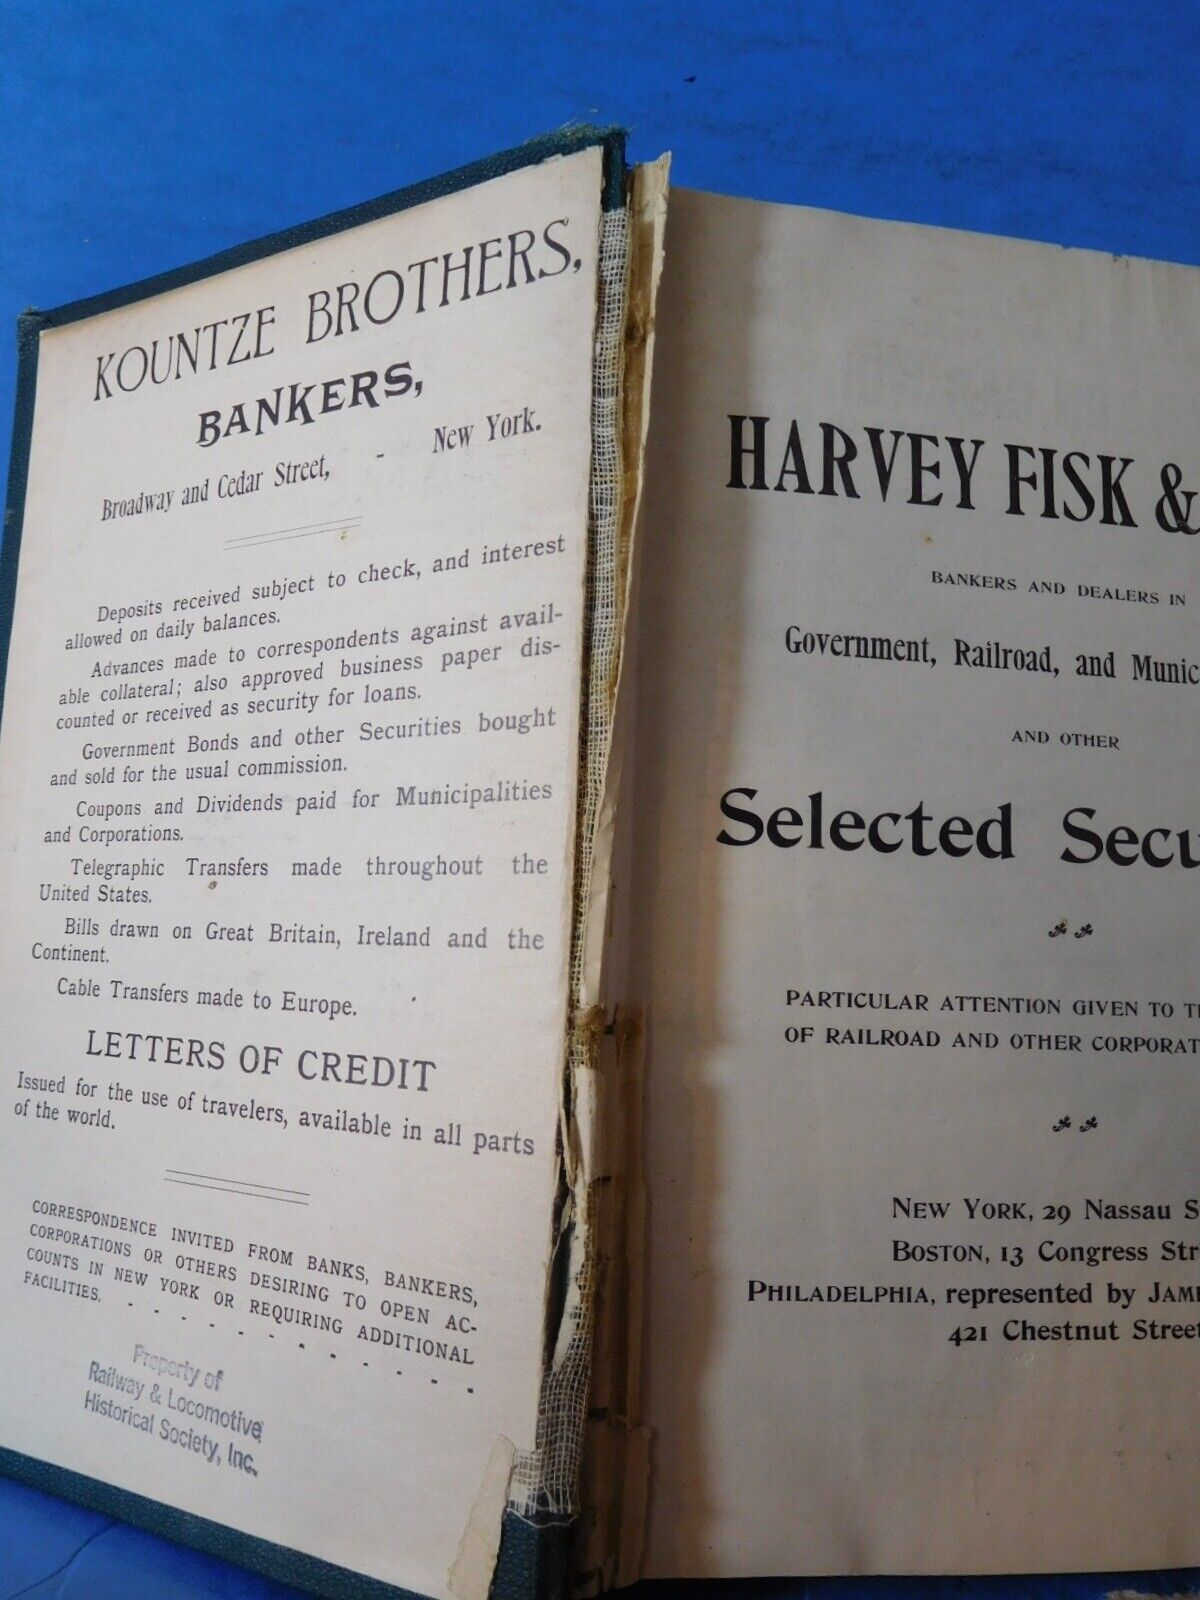 KOUNTZE BROTHERS,
BANKERS,
Broadway and Cedar Street, - New York.
Deposits received subject to check, and interest
allowed on daily balances.
Advances made to correspondents against avail-
able collateral; also approved business paper dis-
counted or received as security for loans.
Government Bonds and other Securities bought
and sold for the usual commission.
Coupons and Dividends paid for Municipalities
and Corporations.
Telegraphic Transfers made throughout the
United States.
Bills drawn on Great Britain, Ireland and the
Continent.
Cable Transfers made to Europe.
LETTERS OF CREDIT
Issued for the use of travelers, available in all parts
of the world.
CORRESPONDENCE INVITED FROM BANKS, BANKERS,
CORPORATIONS OR OTHERS DESIRING TO OPEN AC-
COUNTS IN NEW YORK OR REQUIRING ADDITIONAL
FACILITIES. - - - - - - - - - -
Property of
Railway & Locomotive
Historical Society, Inc.
HARVEY FISK &
BANKERS AND DEALERS IN
Government, Railroad, and Munic
AND OTHER
Selected Secu
PARTICULAR ATTENTION GIVEN TO T
OF RAILROAD AND OTHER CORPORAT
NEW YORK, 29 Nassau S
BOSTON, 13 Congress Str
PHILADELPHIA, represented by JAM
421 Chestnut Street